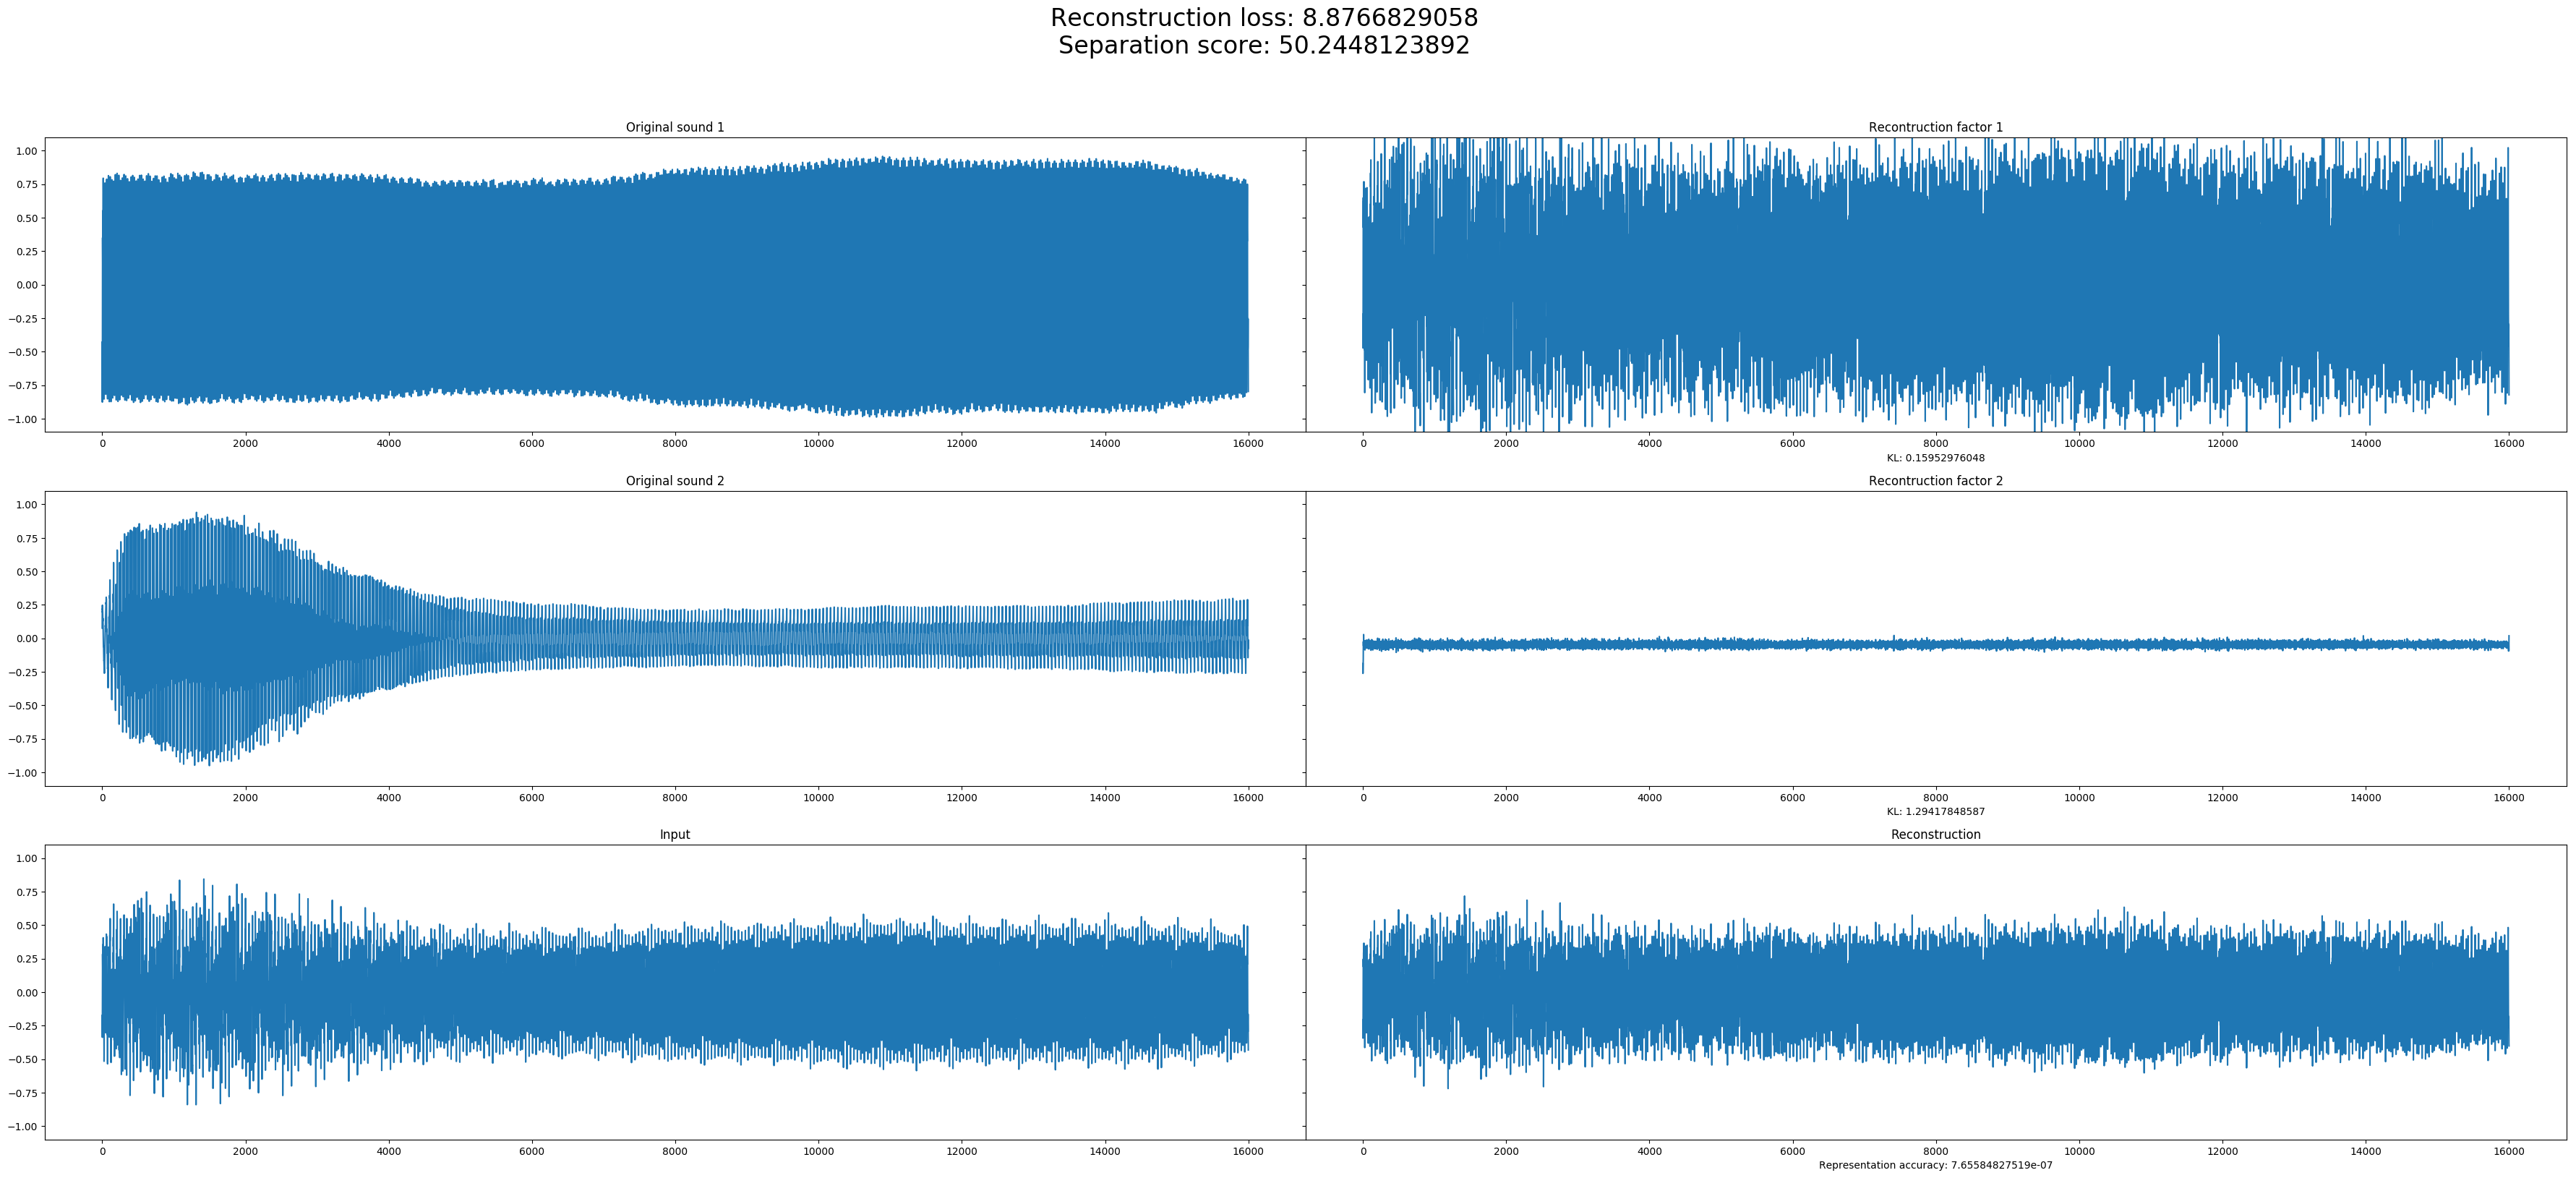 Reconstruction loss: 8.8766829058
Separation score: 50.2448123892
Original sound 1
Recontruction factor 1
1.00
0.75
0.50
0.25
0.00
−0.25
−0.50
−0.75
−1.00
0 2000 4000 6000 8000 10000 12000 14000 16000
0 2000 4000 6000 8000 10000 12000 14000 16000
KL: 0.15952976048
Original sound 2
Recontruction factor 2
1.00
0.75
0.50
0.25
0.00
−0.25
−0.50
−0.75
−1.00
0 2000 4000 6000 8000 10000 12000 14000 16000
0 2000 4000 6000 8000 10000 12000 14000 16000
KL: 1.29417848587
Input
Reconstruction
1.00
0.75
0.50
0.25
0.00
−0.25
−0.50
−0.75
−1.00
0 2000 4000 6000 8000 10000 12000 14000 16000
0 2000 4000 6000 8000 10000 12000 14000 16000
Representation accuracy: 7.65584827519e-07